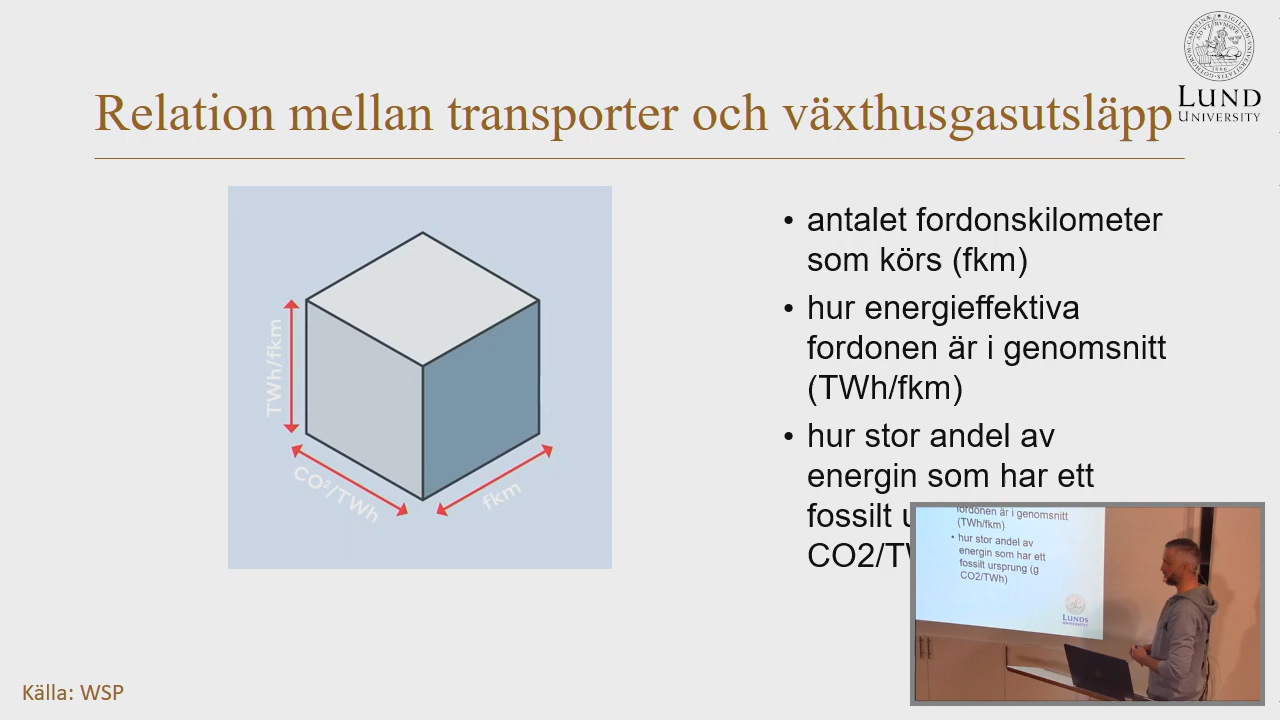 Relation mellan transporter och växthusgasutsläpp
LUND
UNIVERSITY
TWh/fkm
CO²/TWh
fkm
• antalet fordonskilometer
som körs (fkm)
• hur energieffektiva
fordonen är i genomsnitt
(TWh/fkm)
• hur stor andel av
energin som har ett
fossilt
CO2/T
fordonen är i genomsnitt
(TWh/fkm)
• hur stor andel av
energin som har ett
fossilt ursprung (g
CO2/TWh)
LUNDS
UNIVERSITET
Källa: WSP